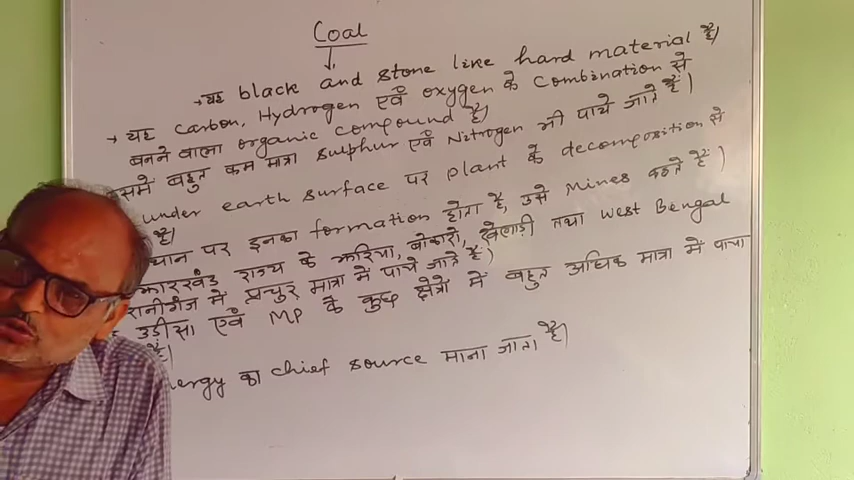 Coal
→ यह black and stone like hard material है।
→ यह carbon, Hydrogen एवँ oxygen के combination से
बनने वाला organic compound है।
समे बहुत कम मात्रा sulphur एवँ Nitrogen भी पाये जाते हैं।
under earth surface पर plant के decomposition से
है।
थान पर इनका formation होता है, उसे Mines कहते हैं।
झारखंड राज्य के झरिया, बोकारो, तथा West Bengal
रानीगंज में प्रचुर मात्रा में पाये जाते हैं।
उडीसा एवँ MP के कुछ क्षेत्रो में बहुत अधिक मात्रा में पाया
है।
nergy का chief source माना जाता है।